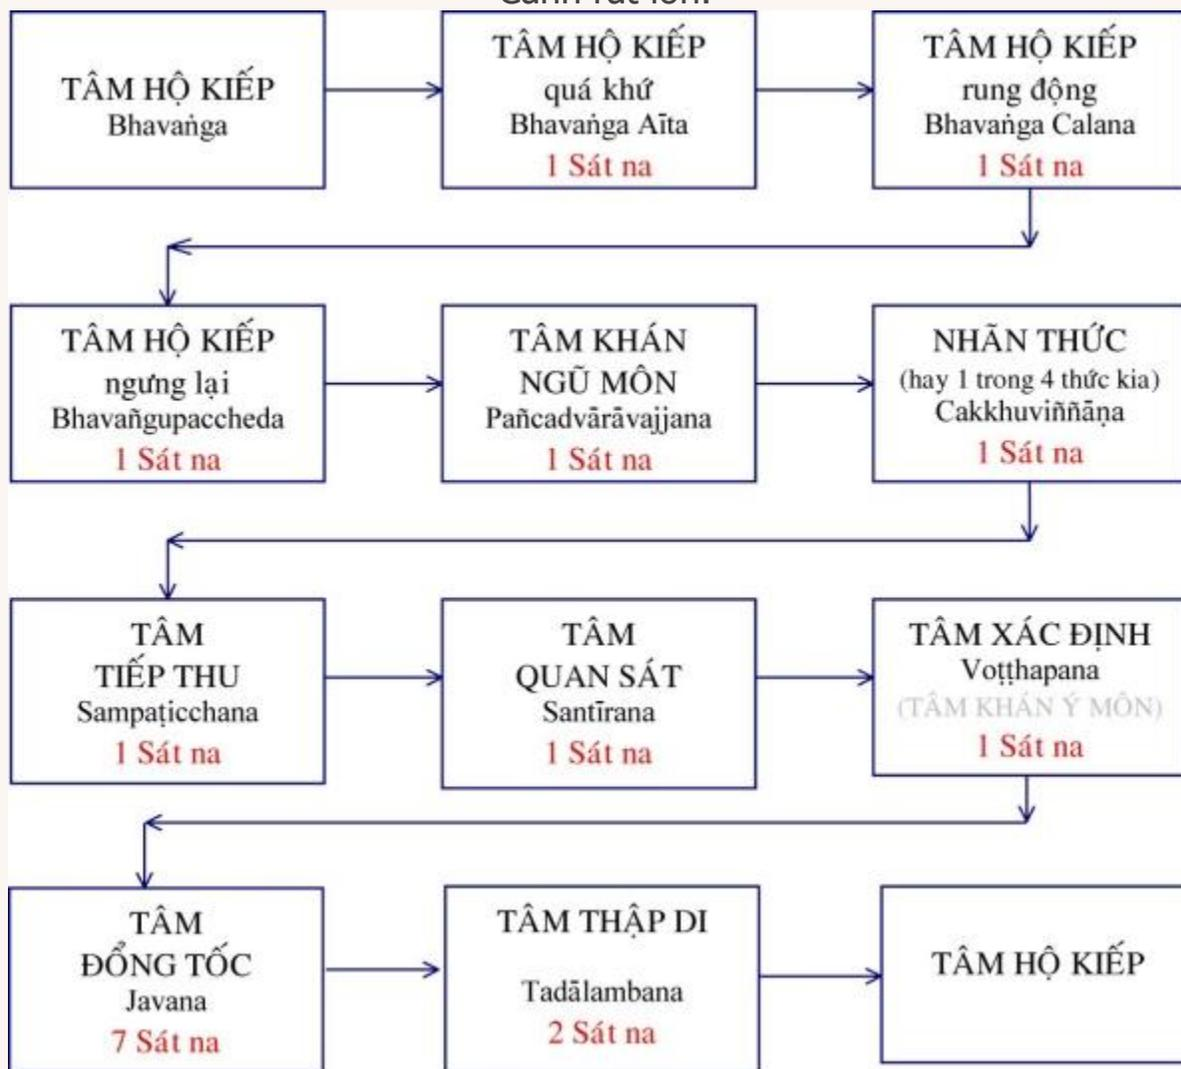 Cảnh rất lớn.
TÂM HỘ KIẾP
Bhavaṅga
TÂM HỘ KIẾP
quá khứ
Bhavaṅga Aīta
1 Sát na
TÂM HỘ KIẾP
rung động
Bhavaṅga Calana
1 Sát na
TÂM HỘ KIẾP
ngưng lại
Bhavañgupaccheda
1 Sát na
TÂM KHÁN
NGŨ MÔN
Pañcadvārāvajjana
1 Sát na
NHÃN THỨC
(hay 1 trong 4 thức kia)
Cakkhuviññāṇa
1 Sát na
TÂM
TIẾP THU
Sampaṭicchana
1 Sát na
TÂM
QUAN SÁT
Santīrana
1 Sát na
TÂM XÁC ĐỊNH
Voṭṭhapana
(TÂM KHÁN Ý MÔN)
1 Sát na
TÂM
ĐỔNG TỐC
Javana
7 Sát na
TÂM THẬP DI
Tadālambana
2 Sát na
TÂM HỘ KIẾP